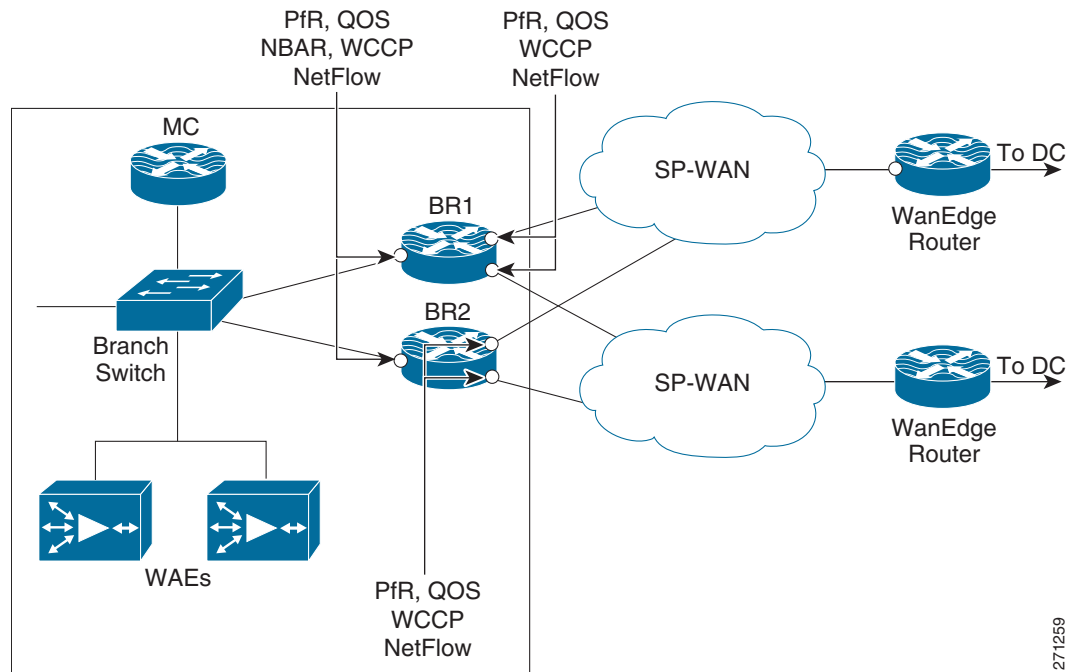 PfR, QOS
NBAR, WCCP
NetFlow
PfR, QOS
WCCP
NetFlow
MC
BR1
SP-WAN
To DC
WanEdge
Router
Branch
Switch
BR2
SP-WAN
To DC
WanEdge
Router
WAEs
PfR, QOS
WCCP
NetFlow
271259